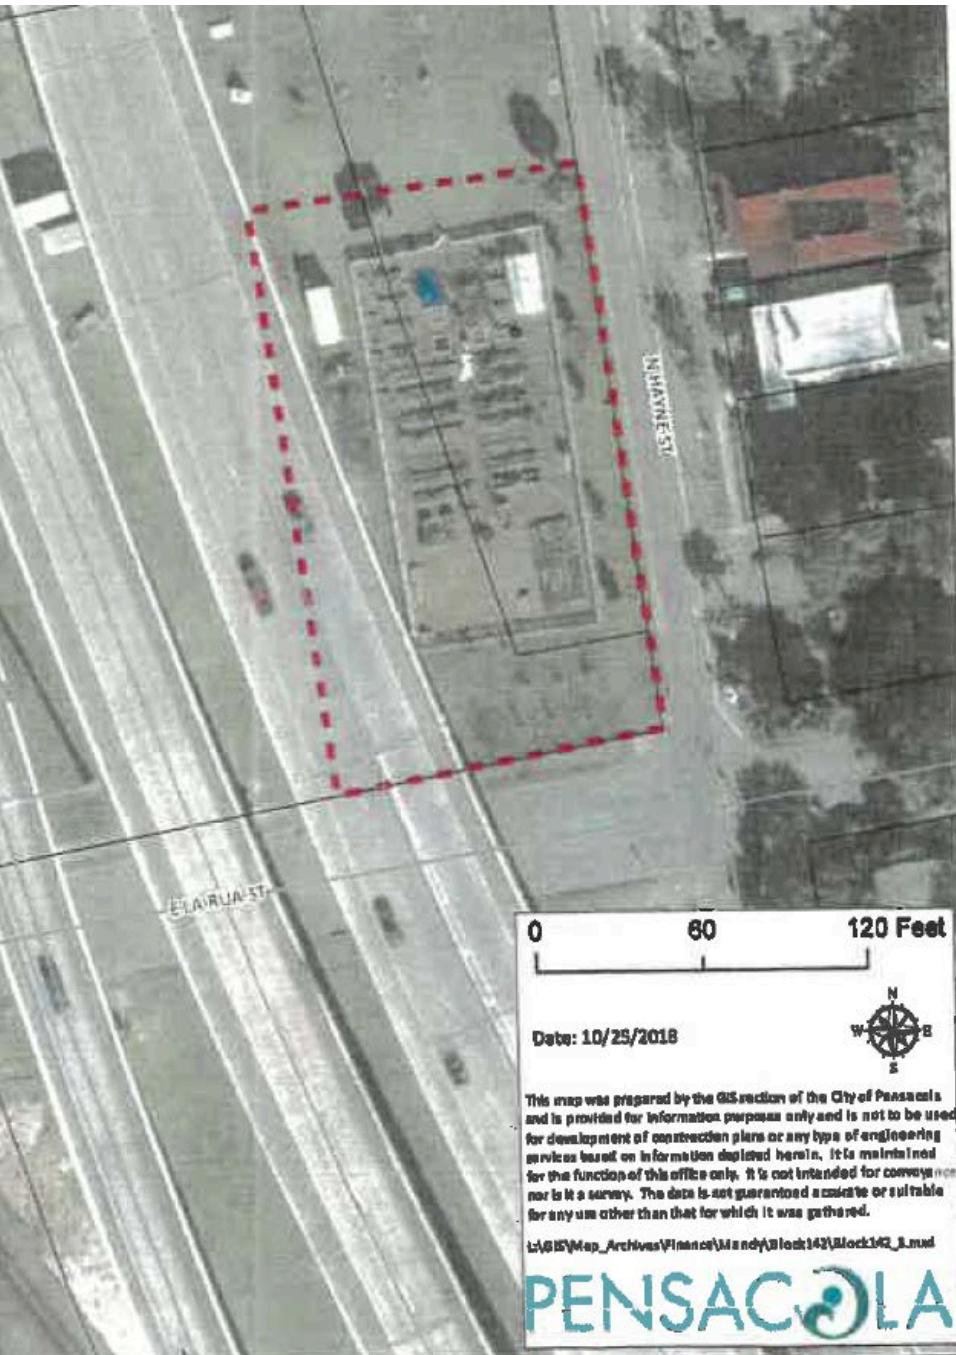 N HAYNE ST
E LA RUA ST
0 60 120 Feet
Date: 10/25/2018
N
W E
S
This map was prepared by the GIS section of the City of Pensacola
and is provided for information purposes only and is not to be used
for development of construction plans or any type of engineering
services based on information depicted herein. It is maintained
for the function of this office only. It is not intended for conveyance
nor is it a survey. The data is not guaranteed accurate or suitable
for any use other than that for which it was gathered.
L:\GIS\Map_Archives\Finance\Mandy\Block142\Block142_1.mxd
PENSACOLA